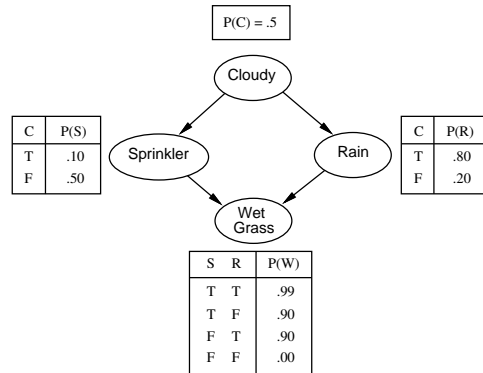 P(C) = .5
Cloudy
C P(S)
T .10
F .50
Sprinkler
Rain
C P(R)
T .80
F .20
Wet
Grass
S R P(W)
T T .99
T F .90
F T .90
F F .00